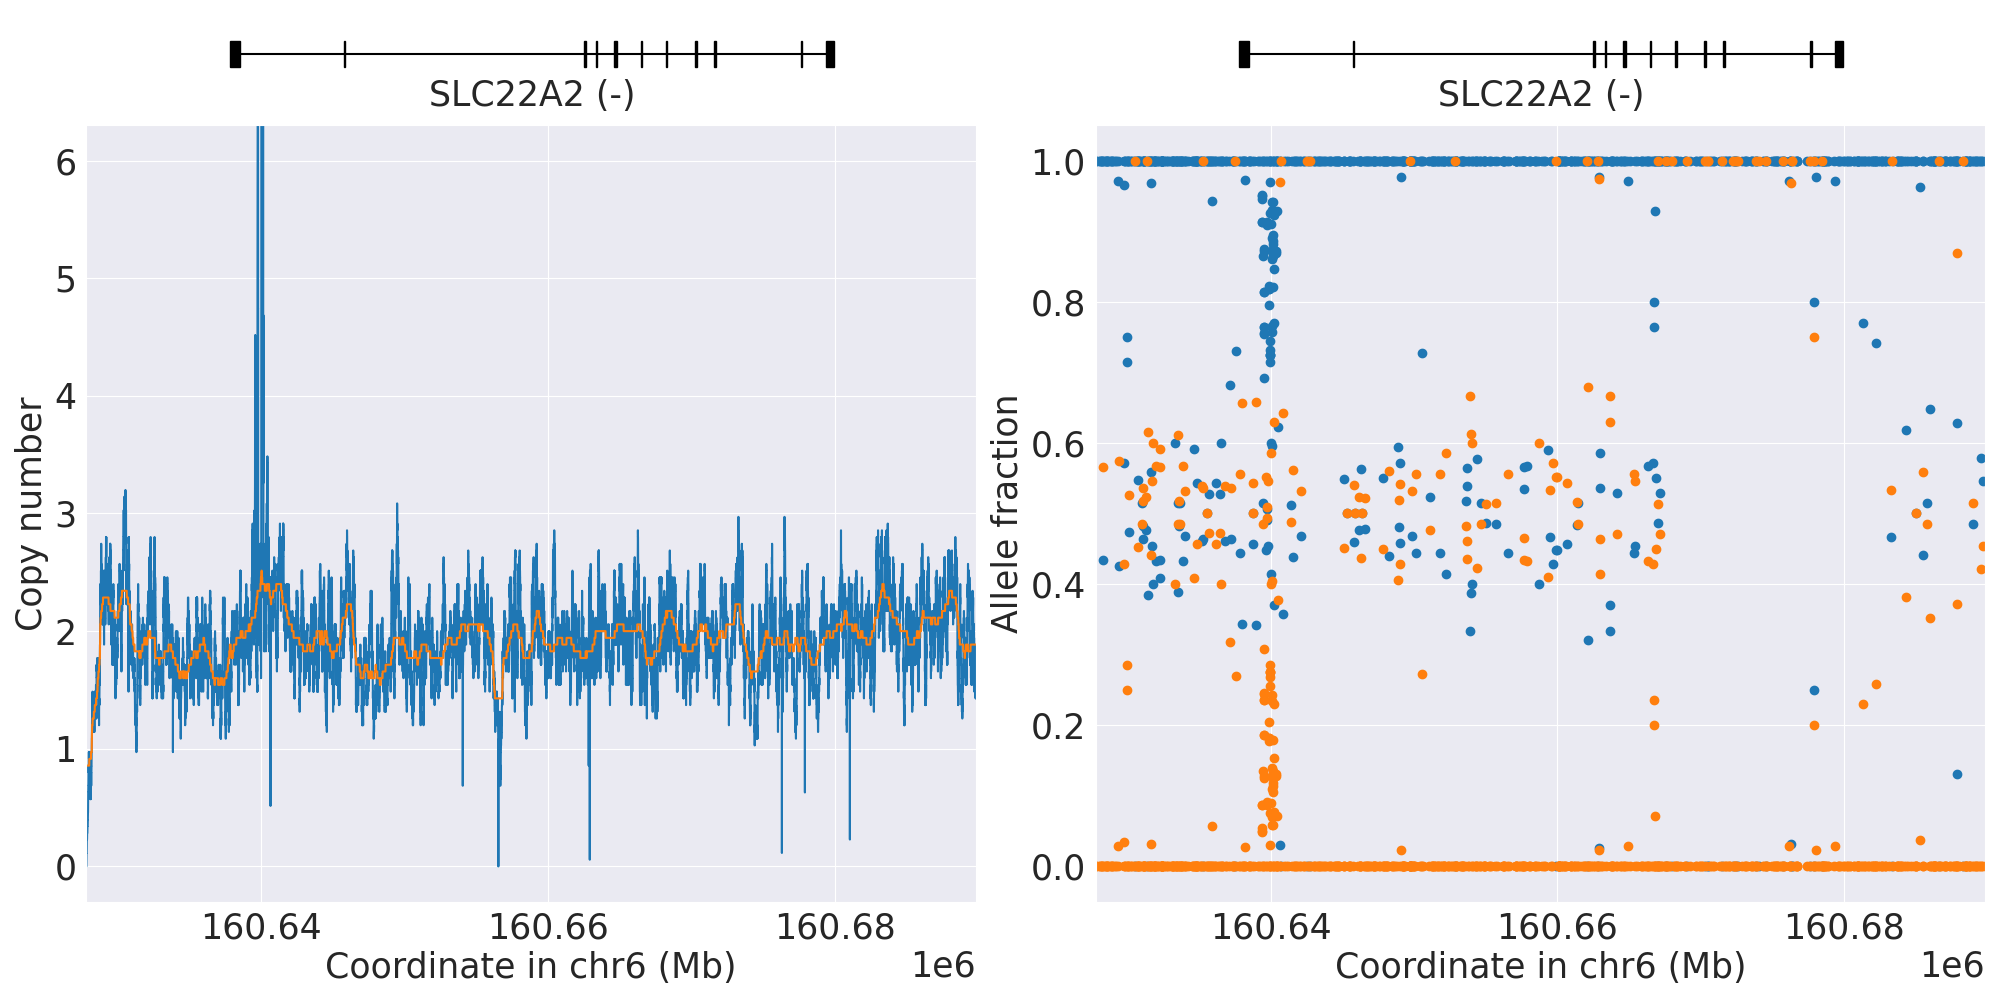 SLC22A2 (-)
6
5
4
3
2
1
0
Copy number
160.64
160.66
160.68
Coordinate in chr6 (Mb)
1e6
SLC22A2 (-)
1.0
0.8
0.6
0.4
0.2
0.0
Allele fraction
160.64
160.66
160.68
Coordinate in chr6 (Mb)
1e6